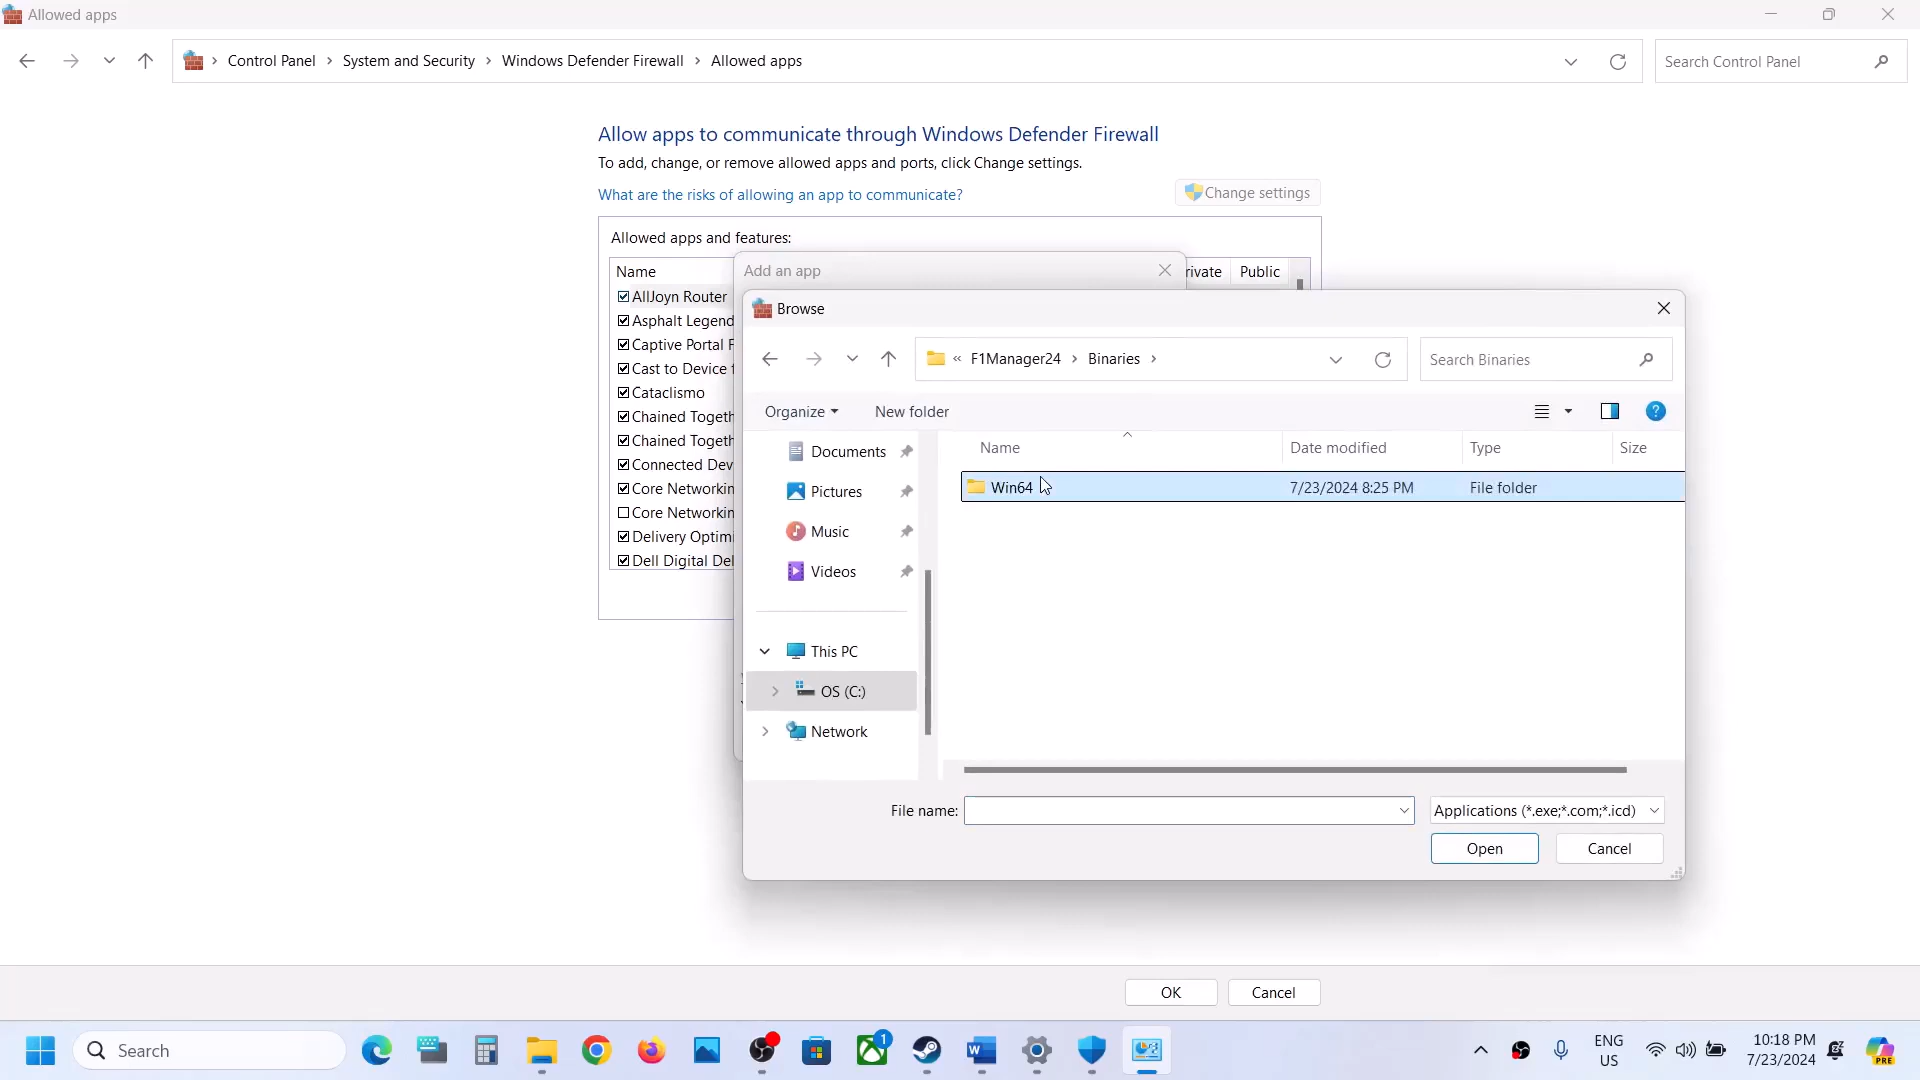 Allowed apps
Control Panel
System and Security
Windows Defender Firewall
Allowed apps
Search Control Panel
Allow apps to communicate through Windows Defender Firewall
To add, change, or remove allowed apps and ports, click Change settings.
What are the risks of allowing an app to communicate?
Change settings
Allowed apps and features:
Name
rivate
Public
AllJoyn Router
Asphalt Legend
Captive Portal F
Cast to Device f
Cataclismo
Chained Togeth
Chained Togeth
Connected Dev
Core Networkin
Core Networkin
Delivery Optimi
Dell Digital Del
Add an app
Browse
« F1Manager24
Binaries
Search Binaries
Organize
New folder
Documents
Pictures
Music
Videos
This PC
OS (C:)
Network
Name
Date modified
Type
Size
Win64
7/23/2024 8:25 PM
File folder
File name:
Applications (*.exe;*.com;*.icd)
Open
Cancel
OK
Cancel
Search
1
ENG
US
10:18 PM
7/23/2024
PRE